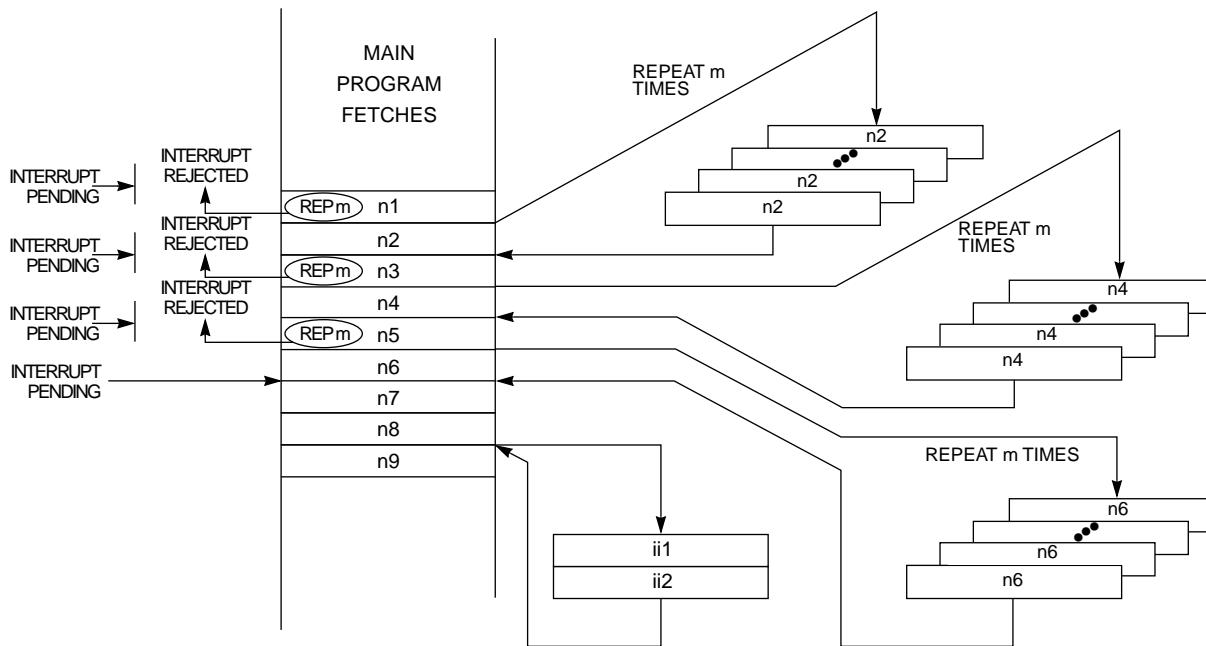 MAIN
PROGRAM
FETCHES
REPEAT m
TIMES
n2
n2
n2
INTERRUPT
PENDING
INTERRUPT
REJECTED
REP m n1
n2
INTERRUPT
PENDING
INTERRUPT
REJECTED
REP m n3
n4
INTERRUPT
PENDING
INTERRUPT
REJECTED
REP m n5
n6
INTERRUPT
PENDING
n7
n8
n9
REPEAT m
TIMES
n4
n4
n4
REPEAT m TIMES
n6
n6
n6
ii1
ii2